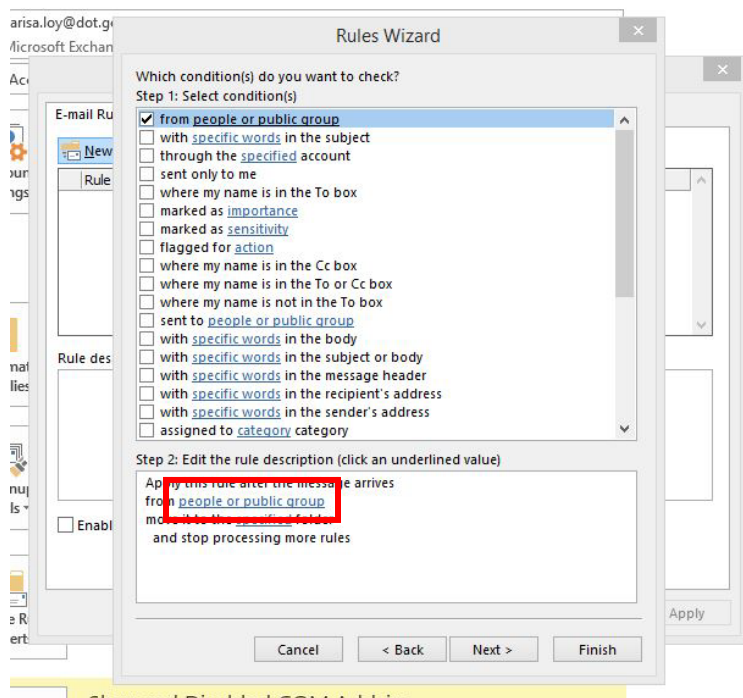 arisa.loy@dot.g
Microsoft Exchan
Rules Wizard
Acc
E-mail Ru
New
Rule
Apply
Rule des
Enabl
Which condition(s) do you want to check?
Step 1: Select condition(s)
from people or public group
with specific words in the subject
through the specified account
sent only to me
where my name is in the To box
marked as importance
marked as sensitivity
flagged for action
where my name is in the Cc box
where my name is in the To or Cc box
where my name is not in the To box
sent to people or public group
with specific words in the body
with specific words in the subject or body
with specific words in the message header
with specific words in the recipient's address
with specific words in the sender's address
assigned to category category
Step 2: Edit the rule description (click an underlined value)
Apply this rule after the message arrives
from people or public group
move it to the specified folder
and stop processing more rules
Cancel
< Back
Next >
Finish